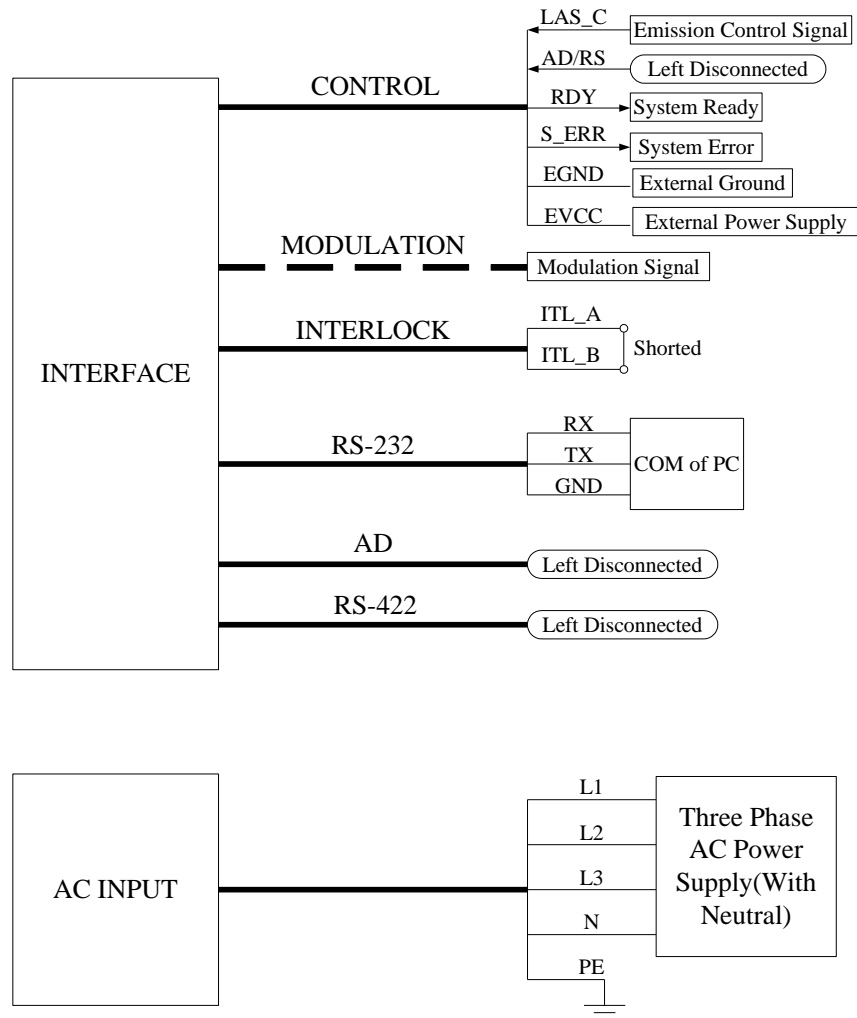 LAS_C
Emission Control Signal
AD/RS
Left Disconnected
CONTROL
RDY
System Ready
S_ERR
System Error
EGND
External Ground
EVCC
External Power Supply
MODULATION
Modulation Signal
INTERLOCK
ITL_A
ITL_B
Shorted
INTERFACE
RS-232
RX
TX
GND
COM of PC
AD
Left Disconnected
RS-422
Left Disconnected
AC INPUT
L1
L2
L3
N
PE
Three Phase
AC Power
Supply(With
Neutral)